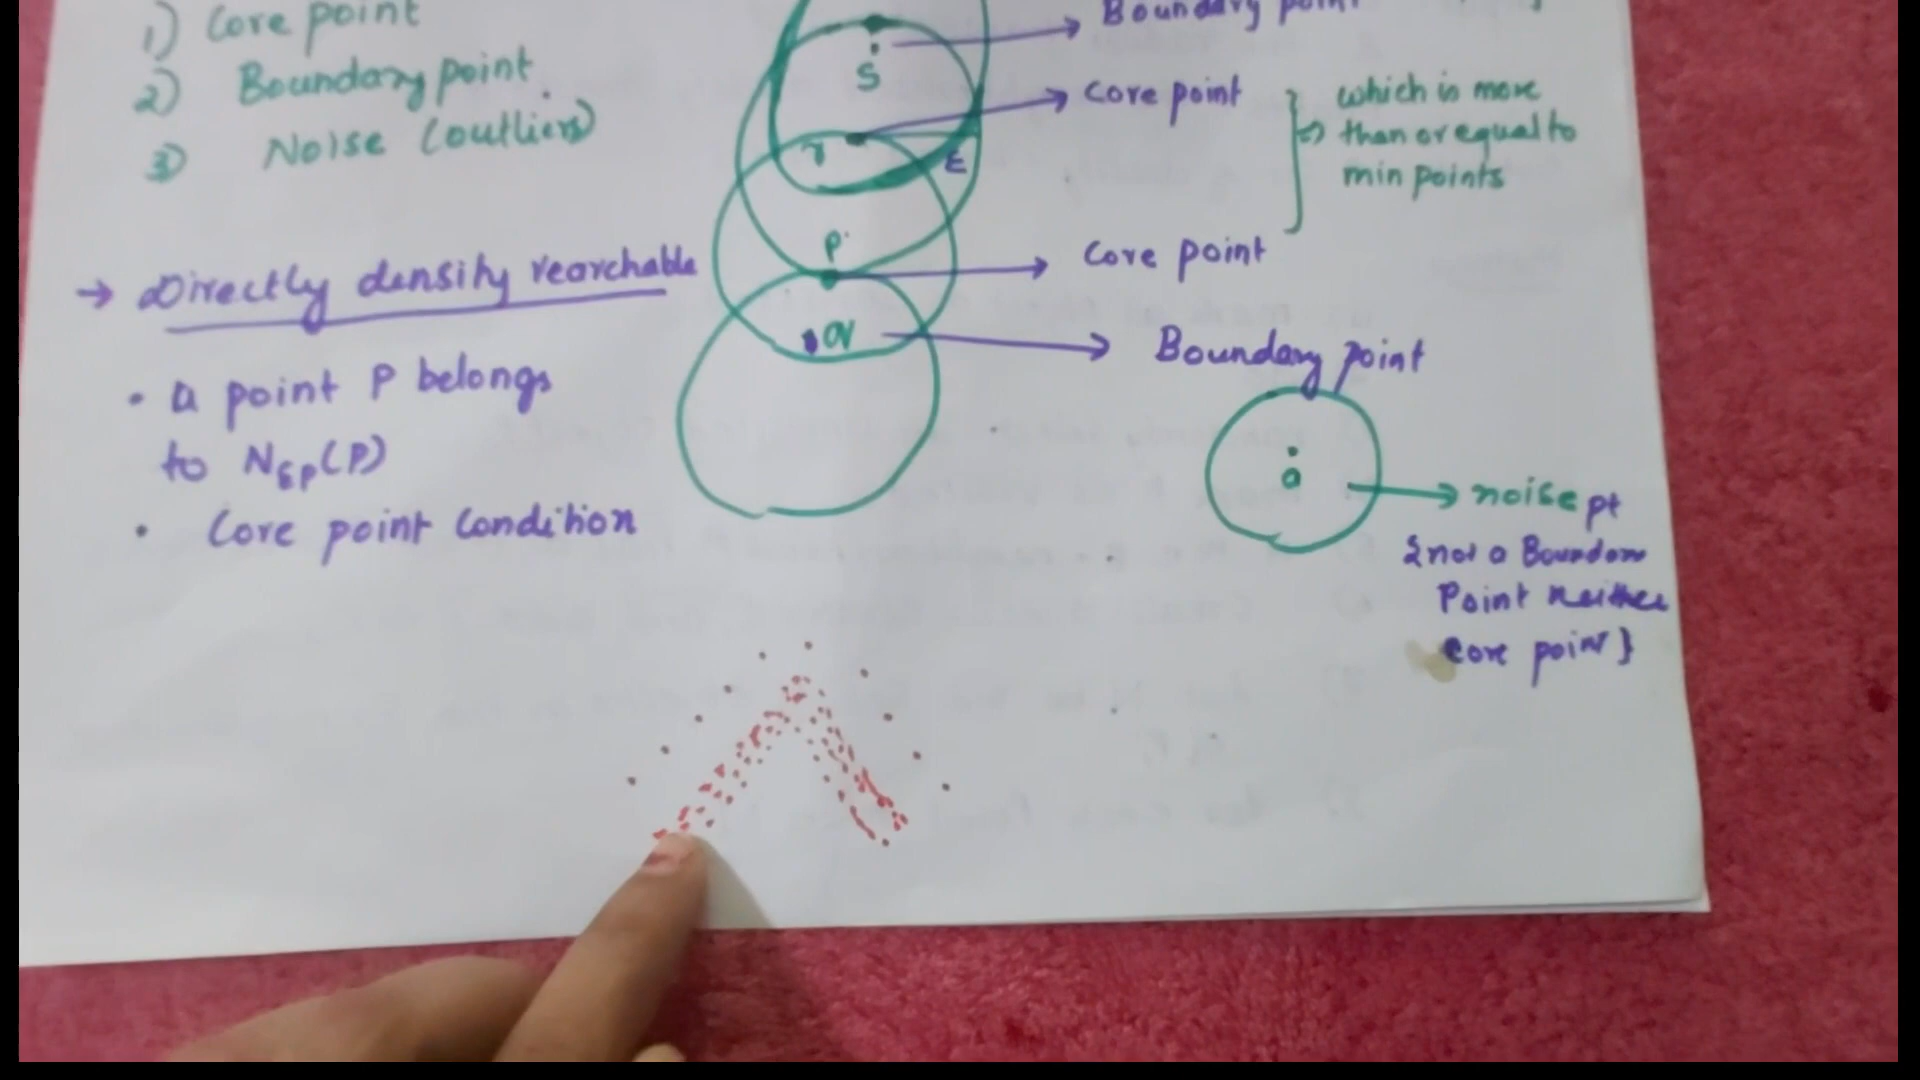 1) Core point
2) Boundary point
3) Noise (outliers)
→ Directly density rearchable
• a point P belongs
to NEP(P)
• Core point Condition
Boundary point
S
Core point
r
E
P
Core point
q
Boundary point
} ⇒ which is more
than or equal to
min points
o
noise pt
{not a Boundary
Point neither
core point}